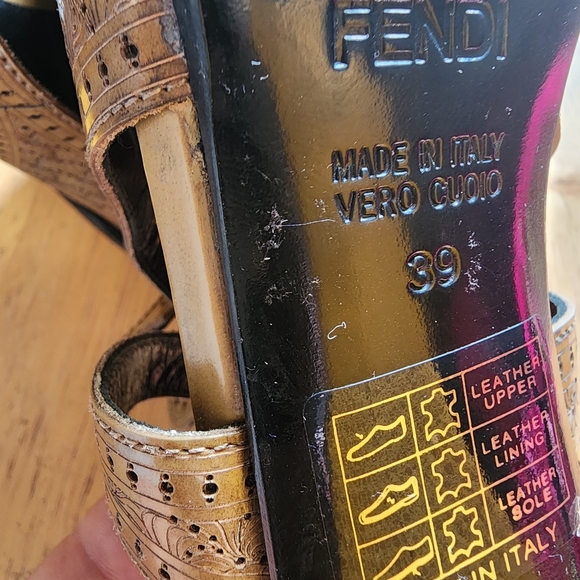 FENDI
MADE IN ITALY
VERO CUOIO
39
LEATHER
UPPER
LEATHER
LINING
LEATHER
SOLE
IN ITALY